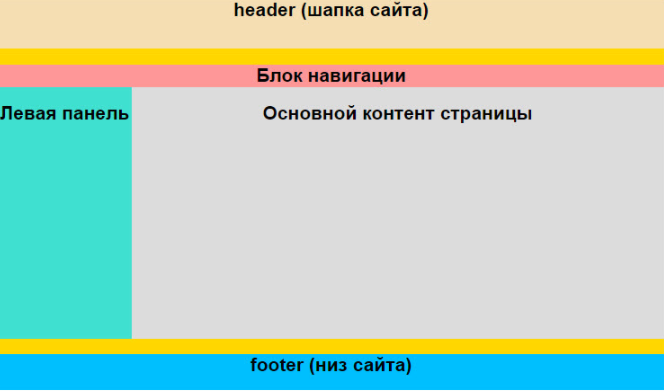 header (шапка сайта)
Блок навигации
Левая панель
Основной контент страницы
footer (низ сайта)